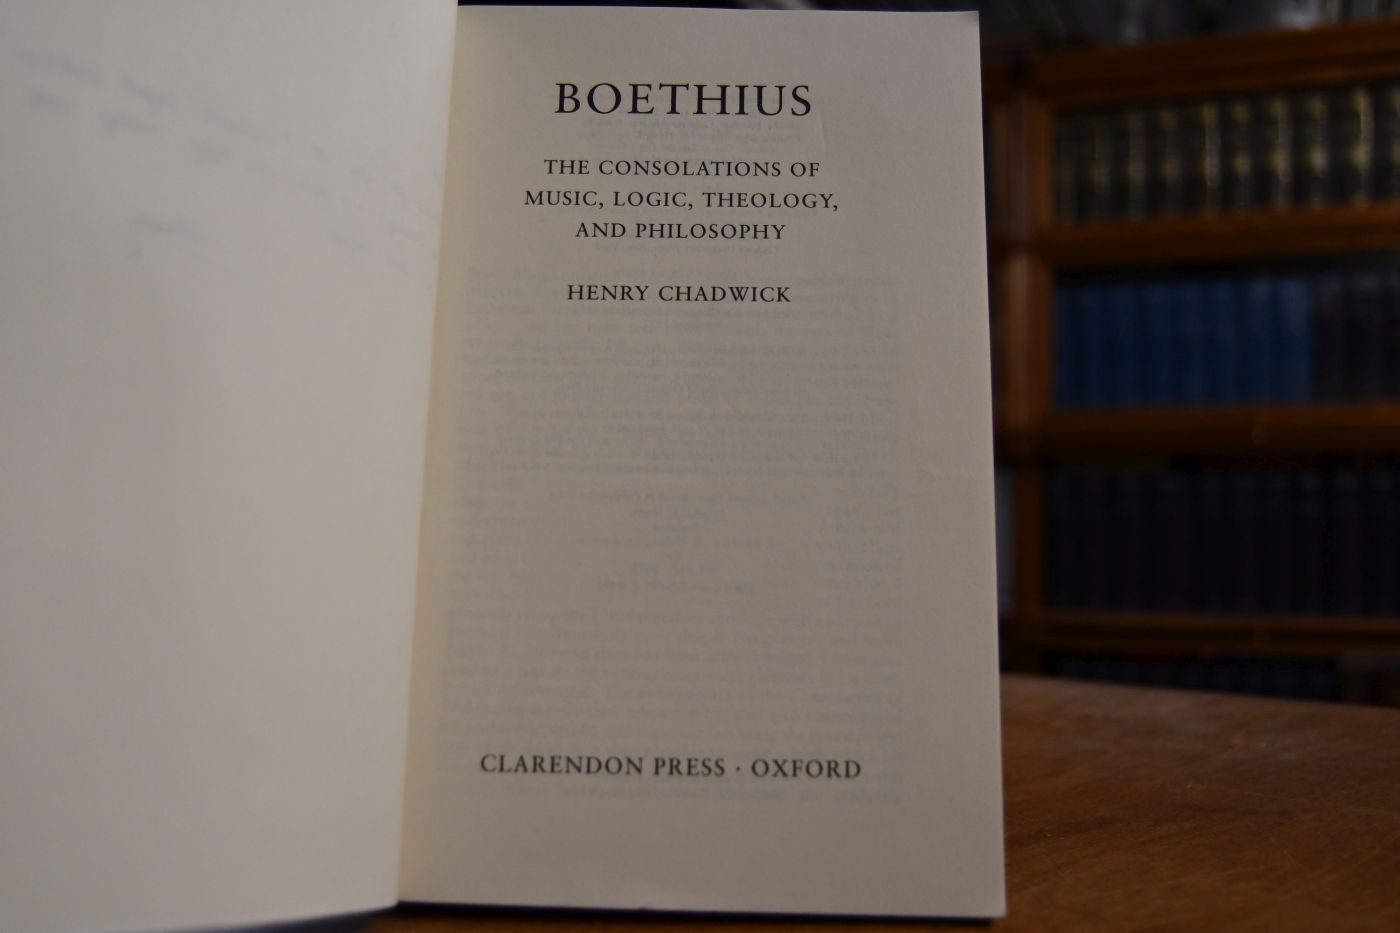 BOETHIUS
THE CONSOLATIONS OF
MUSIC, LOGIC, THEOLOGY,
AND PHILOSOPHY
HENRY CHADWICK
CLARENDON PRESS · OXFORD